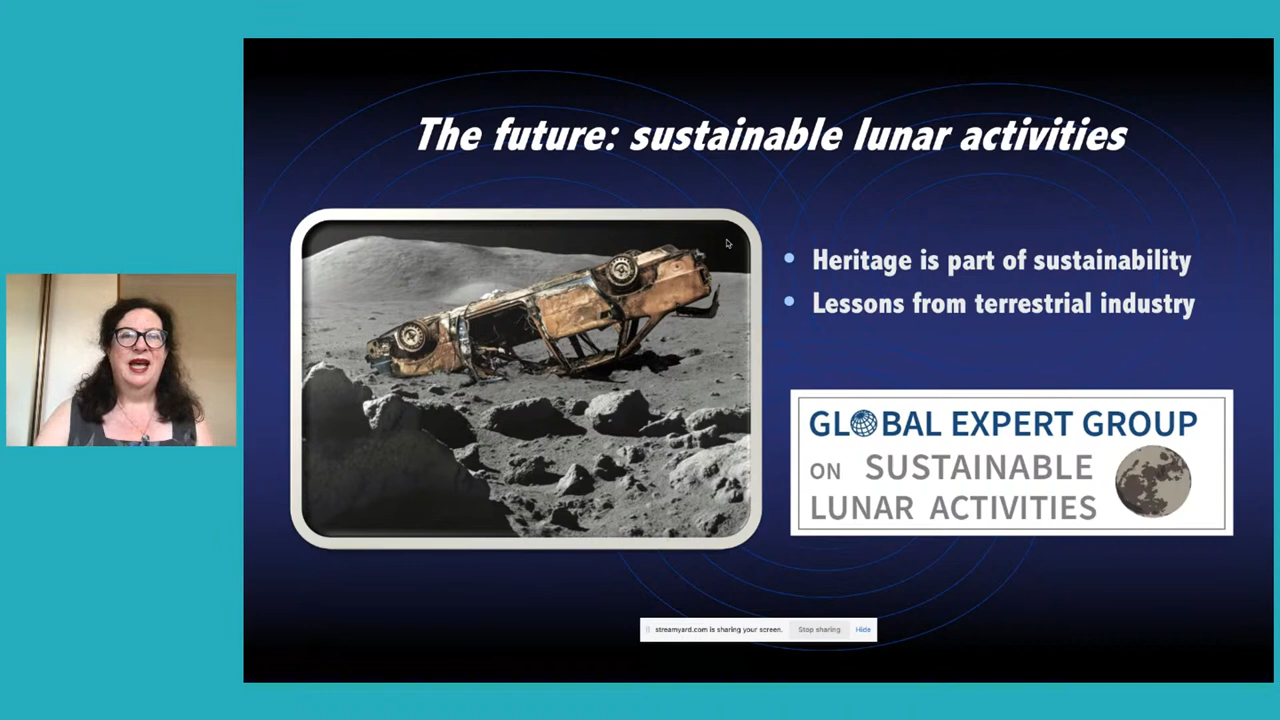 The future: sustainable lunar activities
• Heritage is part of sustainability
• Lessons from terrestrial industry
GLOBAL EXPERT GROUP
ON SUSTAINABLE
LUNAR ACTIVITIES
streamyard.com is sharing your screen. Stop sharing Hide